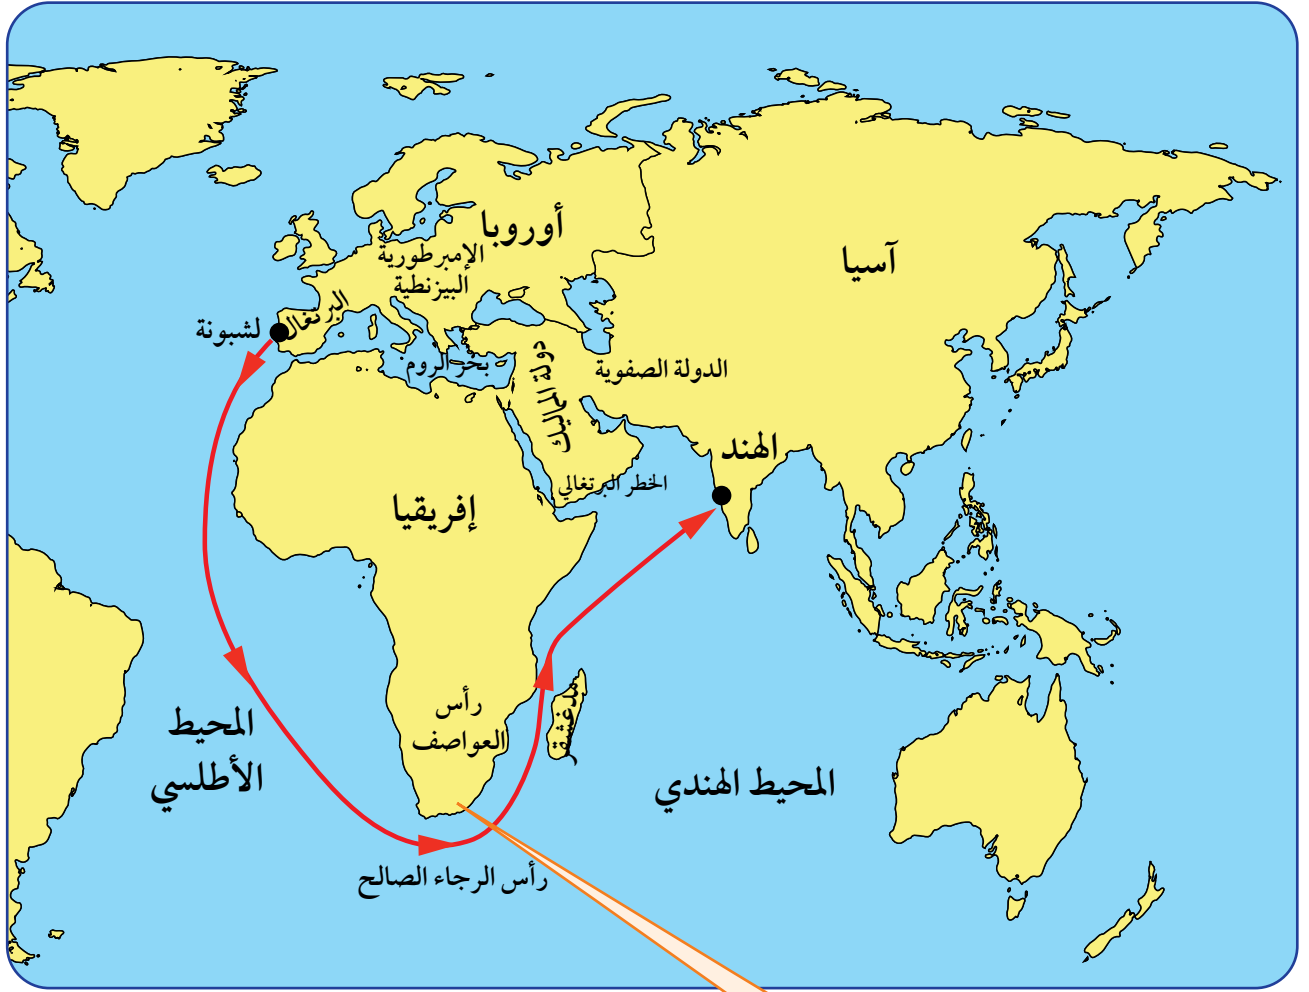 أوروبا
آسيا
الإمبرطورية
البيزنطية
البرتغال
لشبونة
بحر الروم
دولة المماليك
الدولة الصفوية
الهند
الخطر البرتغالي
إفريقيا
رأس
العواصف
مدغشقر
المحيط
الأطلسي
المحيط الهندي
رأس الرجاء الصالح